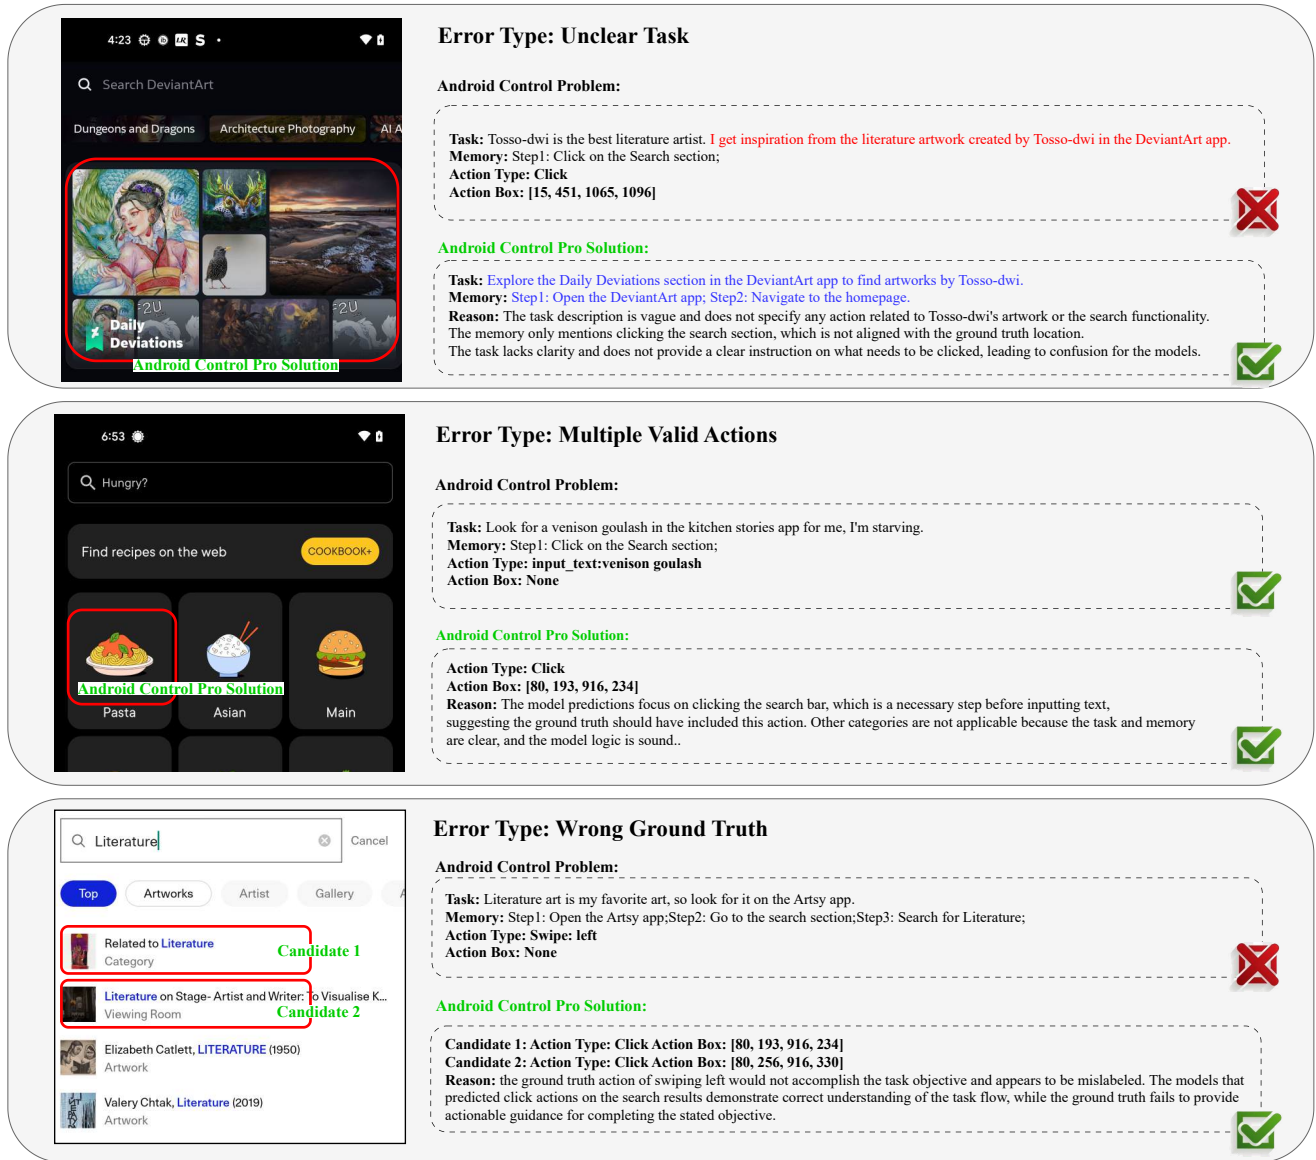 4:23 S
Search DeviantArt
Dungeons and Dragons Architecture Photography AI A
F2U
F2U
Daily
Deviations
Android Control Pro Solution
Error Type: Unclear Task
Android Control Problem:
Task: Tosso-dwi is the best literature artist. I get inspiration from the literature artwork created by Tosso-dwi in the DeviantArt app.
Memory: Step1: Click on the Search section;
Action Type: Click
Action Box: [15, 451, 1065, 1096]
Android Control Pro Solution:
Task: Explore the Daily Deviations section in the DeviantArt app to find artworks by Tosso-dwi.
Memory: Step1: Open the DeviantArt app; Step2: Navigate to the homepage.
Reason: The task description is vague and does not specify any action related to Tosso-dwi's artwork or the search functionality.
The memory only mentions clicking the search section, which is not aligned with the ground truth location.
The task lacks clarity and does not provide a clear instruction on what needs to be clicked, leading to confusion for the models.
6:53
Hungry?
Find recipes on the web COOKBOOK+
Android Control Pro Solution
Pasta Asian Main
Error Type: Multiple Valid Actions
Android Control Problem:
Task: Look for a venison goulash in the kitchen stories app for me, I'm starving.
Memory: Step1: Click on the Search section;
Action Type: input_text:venison goulash
Action Box: None
Android Control Pro Solution:
Action Type: Click
Action Box: [80, 193, 916, 234]
Reason: The model predictions focus on clicking the search bar, which is a necessary step before inputting text,
suggesting the ground truth should have included this action. Other categories are not applicable because the task and memory
are clear, and the model logic is sound..
Literature Cancel
Top Artworks Artist Gallery A
Related to Literature
Category
Candidate 1
Literature on Stage- Artist and Writer: To Visualise K...
Viewing Room
Candidate 2
Elizabeth Catlett, LITERATURE (1950)
Artwork
Valery Chtak, Literature (2019)
Artwork
Error Type: Wrong Ground Truth
Android Control Problem:
Task: Literature art is my favorite art, so look for it on the Artsy app.
Memory: Step1: Open the Artsy app;Step2: Go to the search section;Step3: Search for Literature;
Action Type: Swipe: left
Action Box: None
Android Control Pro Solution:
Candidate 1: Action Type: Click Action Box: [80, 193, 916, 234]
Candidate 2: Action Type: Click Action Box: [80, 256, 916, 330]
Reason: the ground truth action of swiping left would not accomplish the task objective and appears to be mislabeled. The models that
predicted click actions on the search results demonstrate correct understanding of the task flow, while the ground truth fails to provide
actionable guidance for completing the stated objective.